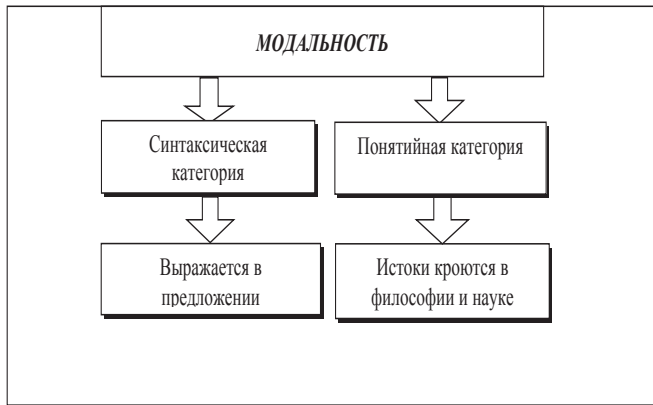 МОДАЛЬНОСТЬ
Синтаксическая
категория
Понятийная категория
Выражается в
предложении
Истоки кроются в
философии и науке